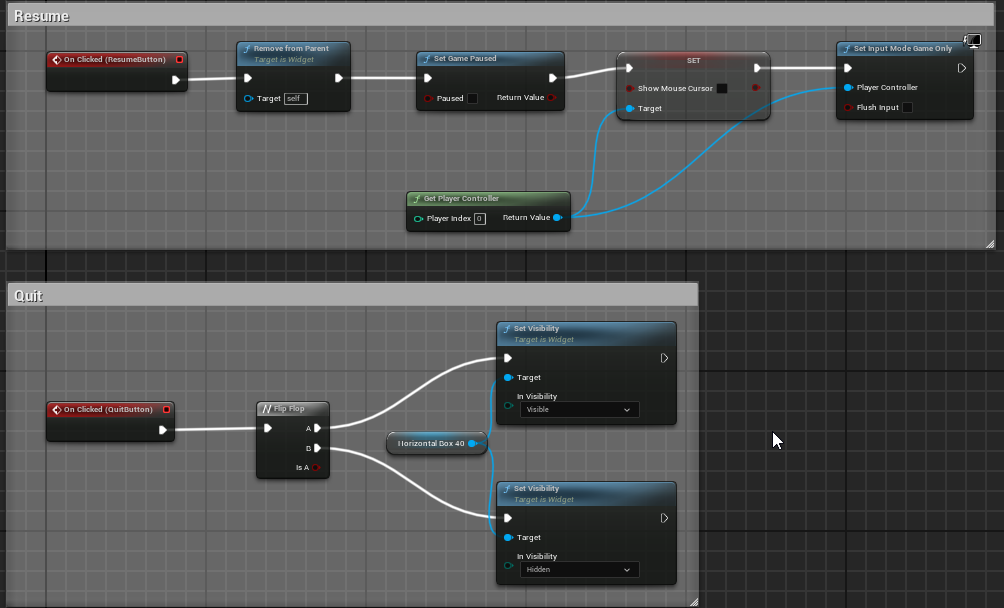 Resume
On Clicked (ResumeButton)
Remove from Parent
Target is Widget
Target self
Set Game Paused
Paused
Return Value
SET
Show Mouse Cursor
Target
Set Input Mode Game Only
Player Controller
Flush Input
Get Player Controller
Player Index 0
Return Value
Quit
On Clicked (QuitButton)
Flip Flop
A
B
Is A
Horizontal Box 40
Set Visibility
Target is Widget
Target
In Visibility
Visible
Set Visibility
Target is Widget
Target
In Visibility
Hidden